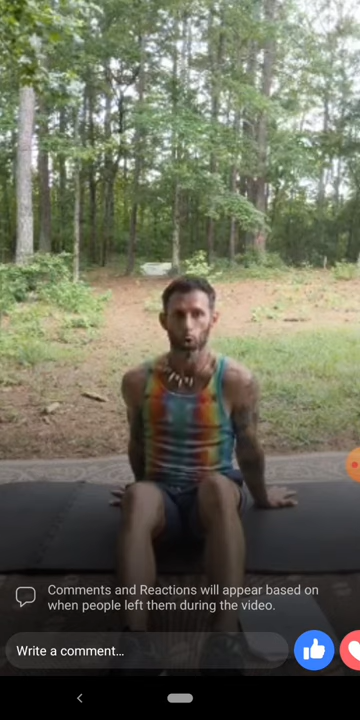 Comments and Reactions will appear based on
when people left them during the video.
Write a comment...